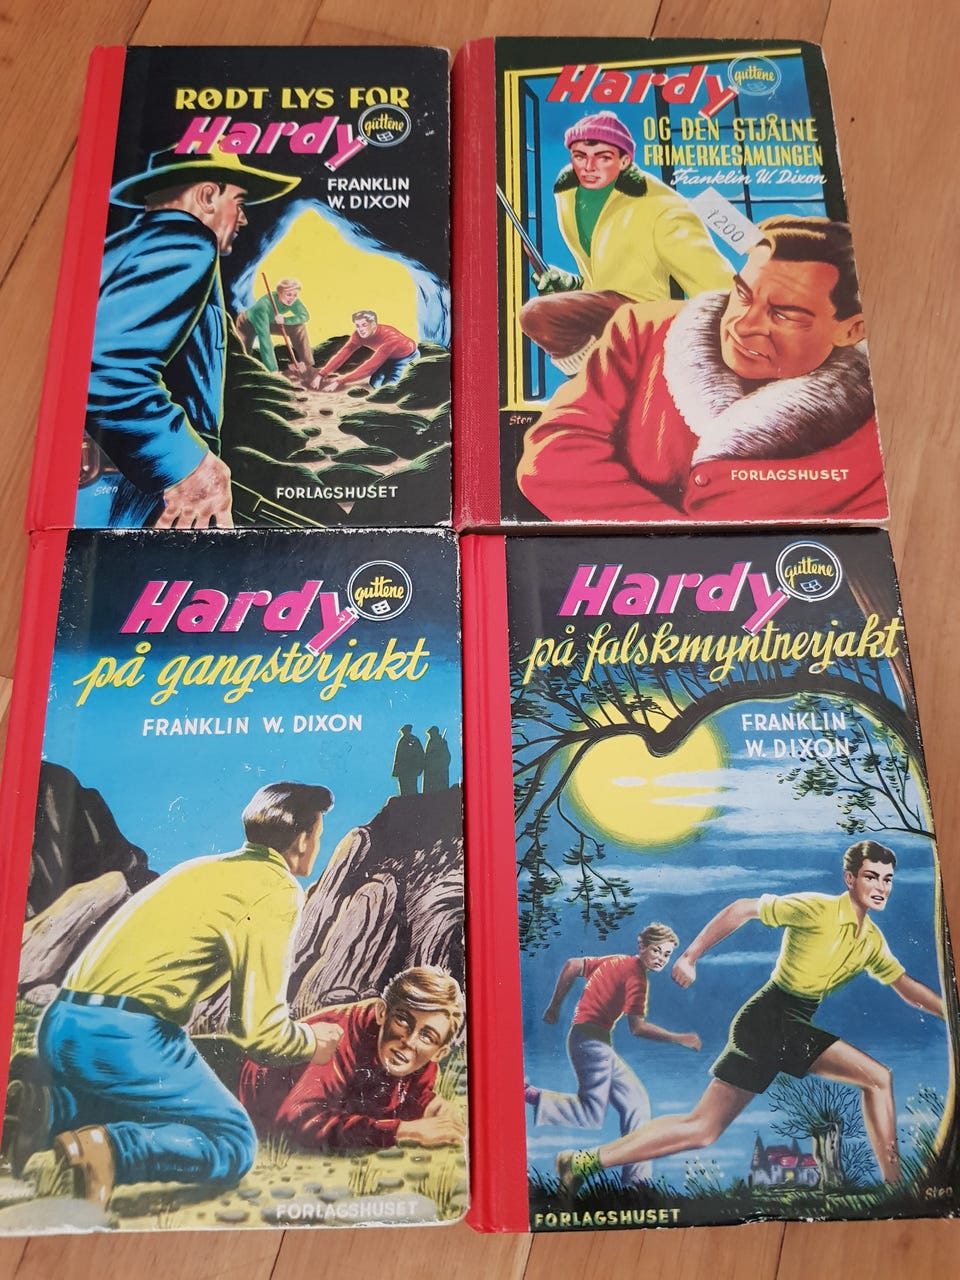 RØDT LYS FOR
Hardy guttene
FRANKLIN
W. DIXON
Sten
FORLAGSHUSET
Hardy guttene
OG DEN STJÅLNE
FRIMERKESAMLINGEN
Franklin W. Dixon
1200
Sten
FORLAGSHUSET
Hardy guttene
på gangsterjakt
FRANKLIN W. DIXON
FORLAGSHUSET
Hardy guttene
på falskmyntnerjakt
FRANKLIN
W. DIXON
Sten
FORLAGSHUSET